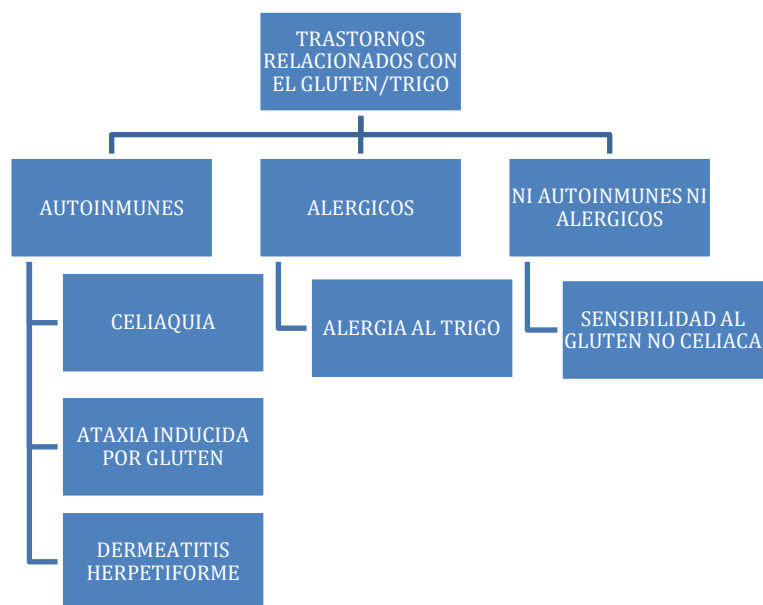 TRASTORNOS
RELACIONADOS CON
EL GLUTEN/TRIGO
AUTOINMUNES
ALERGICOS
NI AUTOINMUNES NI
ALERGICOS
CELIAQUIA
ALERGIA AL TRIGO
SENSIBILIDAD AL
GLUTEN NO CELIACA
ATAXIA INDUCIDA
POR GLUTEN
DERMEATITIS
HERPETIFORME